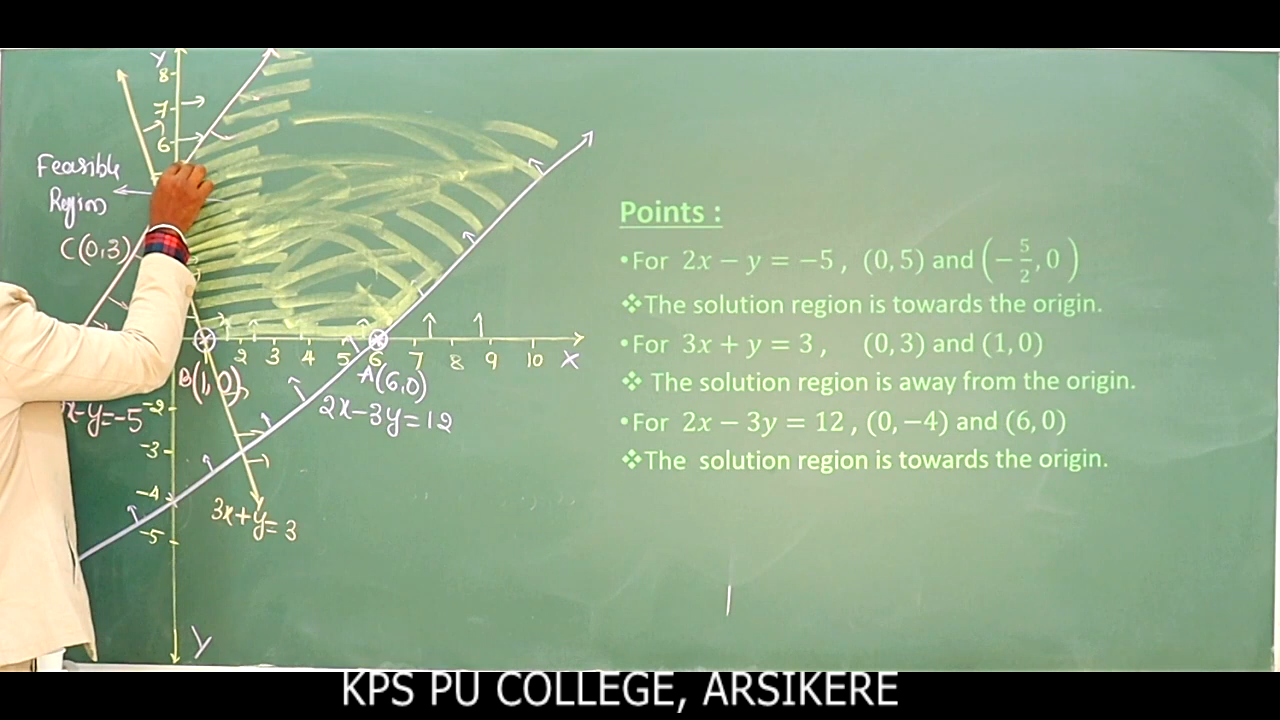 Y
8
7
6
Feasible
Region
C(0,3)
2 3 4 5 6 7 8 9 10 X
B(1,0)
A(6,0)
x-y=-5
2x-3y=12
-2
-3
-4
-5
3x+y=3
Y
Points :
•For 2x − y = −5 , (0, 5) and (−5/2, 0 )
❖The solution region is towards the origin.
•For 3x + y = 3 , (0, 3) and (1, 0)
❖ The solution region is away from the origin.
•For 2x − 3y = 12 , (0, −4) and (6, 0)
❖The solution region is towards the origin.
KPS PU COLLEGE, ARSIKERE